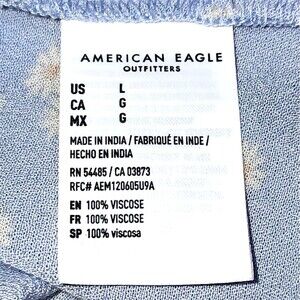 AMERICAN EAGLE
OUTFITTERS
US L
CA G
MX G
MADE IN INDIA / FABRIQUÉ EN INDE /
HECHO EN INDIA
RN 54485 / CA 03873
RFC# AEM120605U9A
EN 100% VISCOSE
FR 100% VISCOSE
SP 100% viscosa